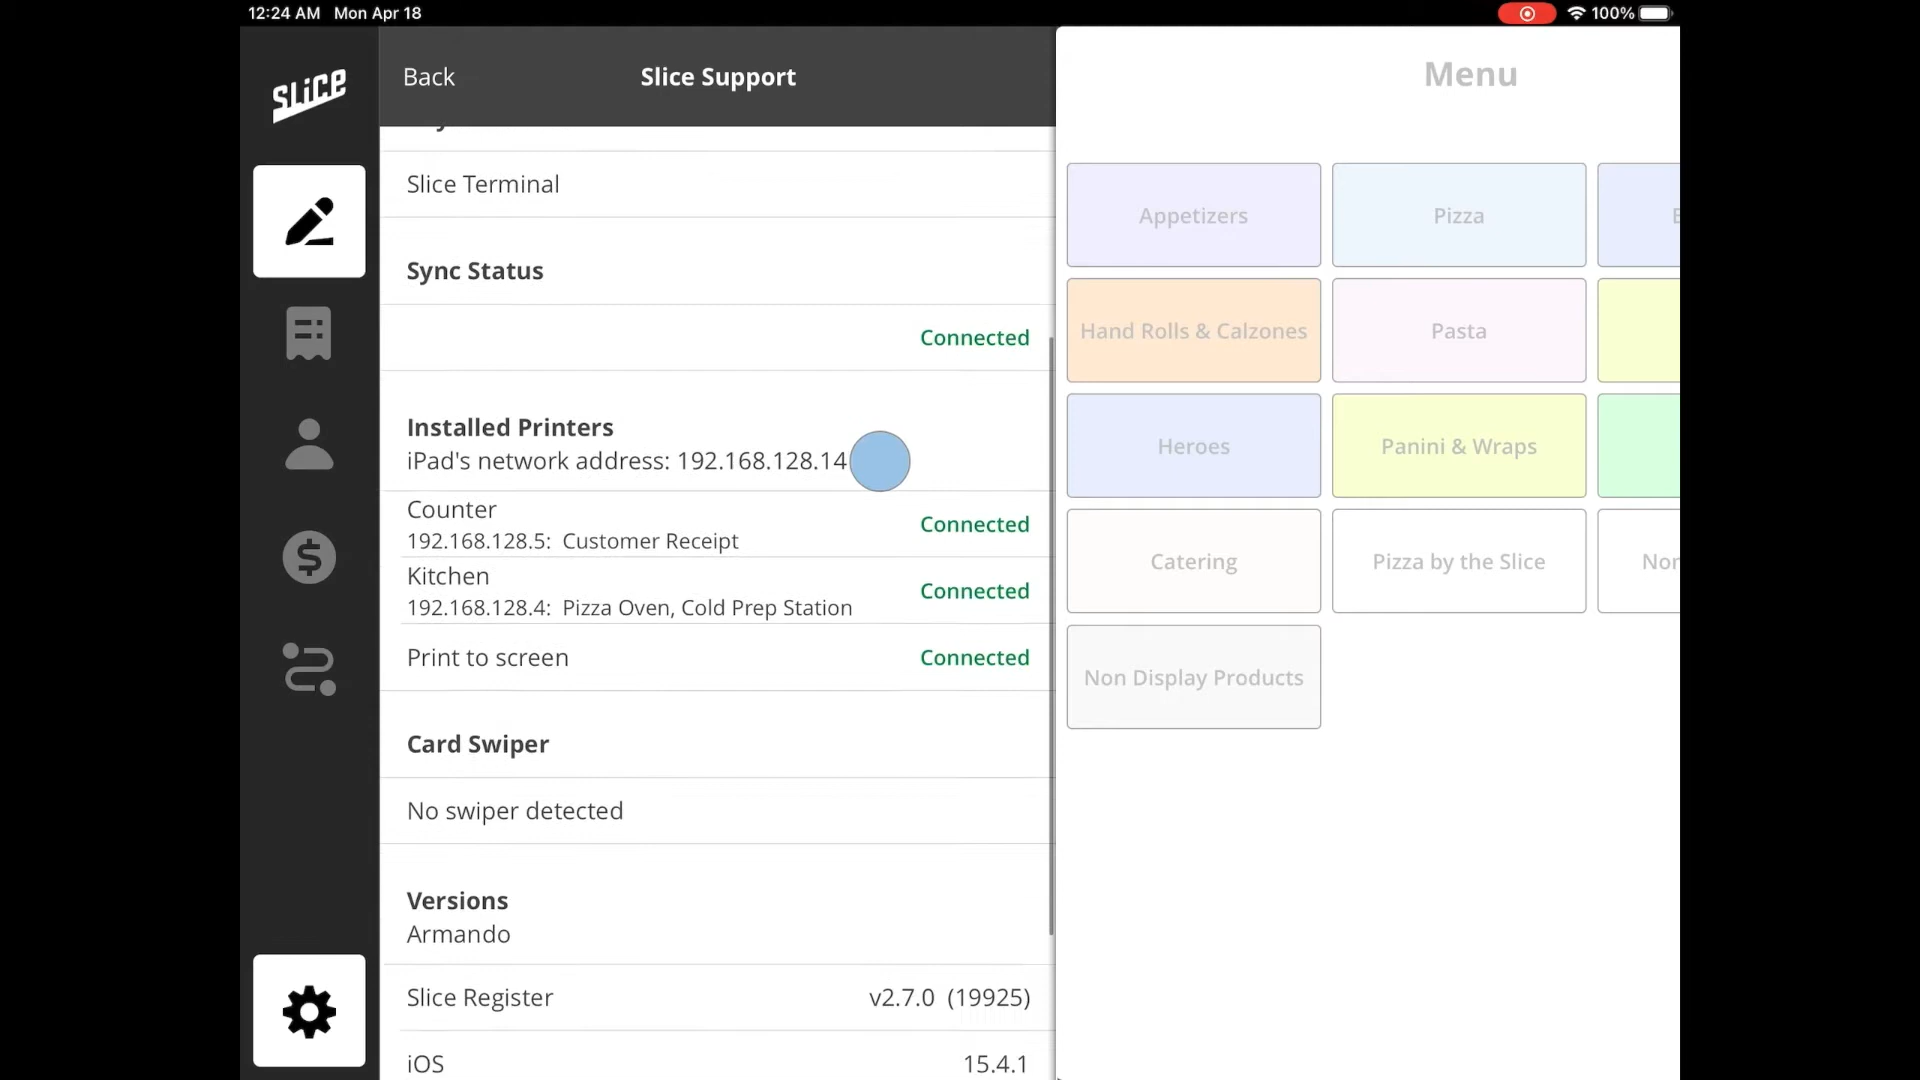 12:24 AM Mon Apr 18
100%
SLiCE
Back
Slice Support
Slice Terminal
Sync Status
Connected
Installed Printers
iPad's network address: 192.168.128.14
Counter
192.168.128.5: Customer Receipt
Connected
Kitchen
192.168.128.4: Pizza Oven, Cold Prep Station
Connected
Print to screen
Connected
Card Swiper
No swiper detected
Versions
Armando
Slice Register
v2.7.0 (19925)
iOS
15.4.1
Menu
Appetizers
Pizza
Hand Rolls & Calzones
Pasta
Heroes
Panini & Wraps
Catering
Pizza by the Slice
Non Display Products